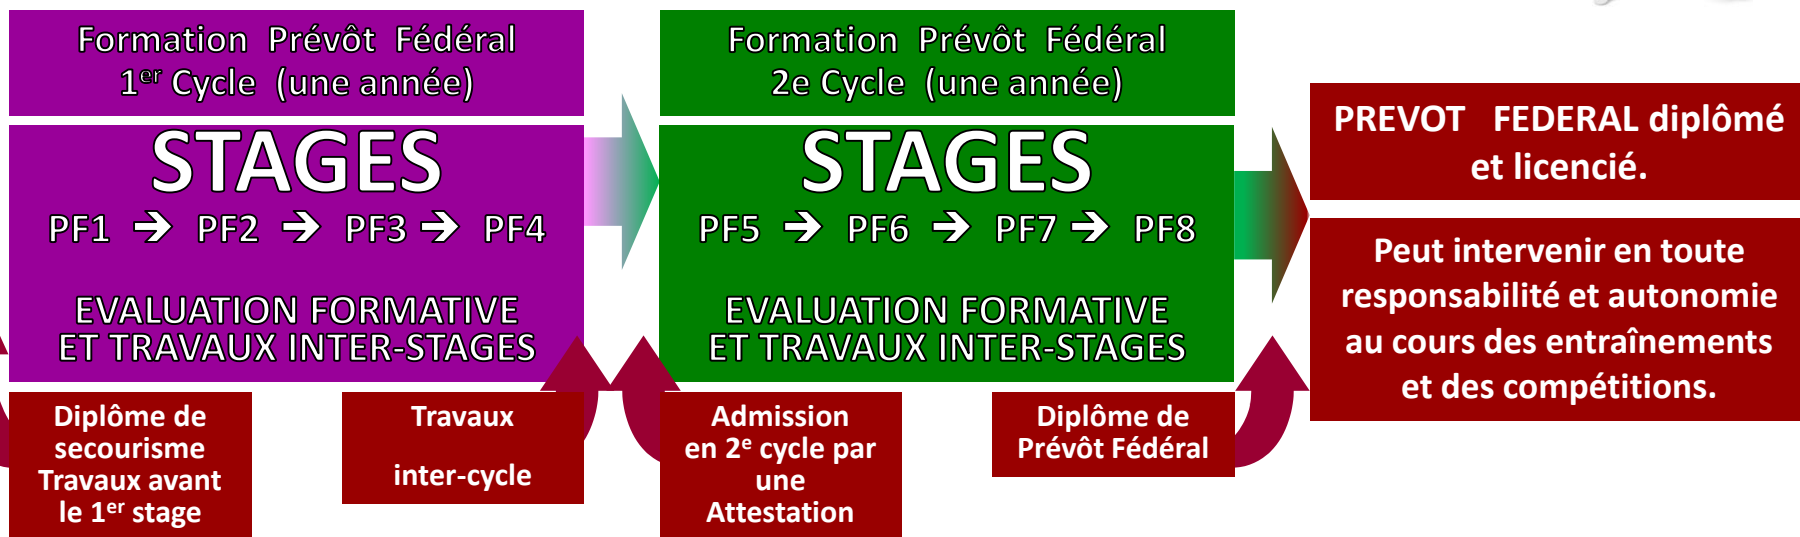 Formation Prévôt Fédéral
1er Cycle (une année)
STAGES
PF1 ➔ PF2 ➔ PF3 ➔ PF4
EVALUATION FORMATIVE
ET TRAVAUX INTER-STAGES
Diplôme de
secourisme
Travaux avant
le 1er stage
Travaux
inter-cycle
Formation Prévôt Fédéral
2e Cycle (une année)
STAGES
PF5 ➔ PF6 ➔ PF7 ➔ PF8
EVALUATION FORMATIVE
ET TRAVAUX INTER-STAGES
Admission
en 2e cycle par
une
Attestation
Diplôme de
Prévôt Fédéral
PREVOT FEDERAL diplômé
et licencié.
Peut intervenir en toute
responsabilité et autonomie
au cours des entraînements
et des compétitions.